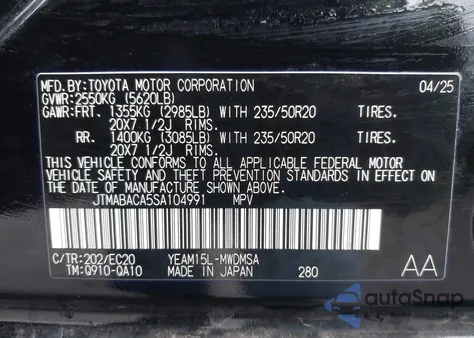 MFD.BY:TOYOTA MOTOR CORPORATION 04/25
GVWR:2550KG (5620LB)
GAWR:FRT. 1355KG (2985LB) WITH 235/50R20 TIRES.
20X7 1/2J RIMS.
RR. 1400KG (3085LB) WITH 235/50R20 TIRES.
20X7 1/2J RIMS.
THIS VEHICLE CONFORMS TO ALL APPLICABLE FEDERAL MOTOR
VEHICLE SAFETY AND THEFT PREVENTION STANDARDS IN EFFECT
ON THE DATE OF MANUFACTURE SHOWN ABOVE.
JTMABACA5SA104991 MPV
C/TR:202/EC20 YEAM15L-MWDMSA
TM:Q910-QA10 MADE IN JAPAN 280 AA
autoSnap